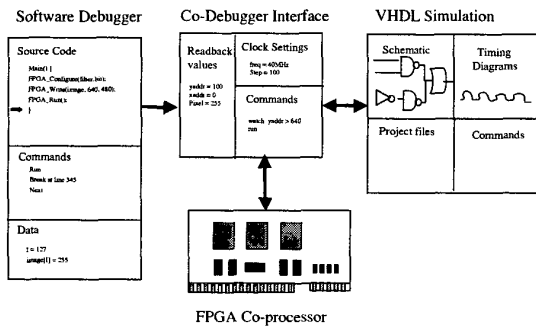 Software Debugger
Co-Debugger Interface
VHDL Simulation
Source Code
Main() {
FPGA_Configure(filter.bit);
FPGA_Write(image, 640, 480);
FPGA_Run();
}
Commands
Run
Break at line 345
Next
Data
i = 127
image[i] = 255
Readback
values
yaddr = 100
xaddr = 0
Pixel = 255
Clock Settings
freq = 40MHz
Step = 100
Commands
watch yaddr > 640
run
Schematic
Timing
Diagrams
Project files
Commands
FPGA Co-processor